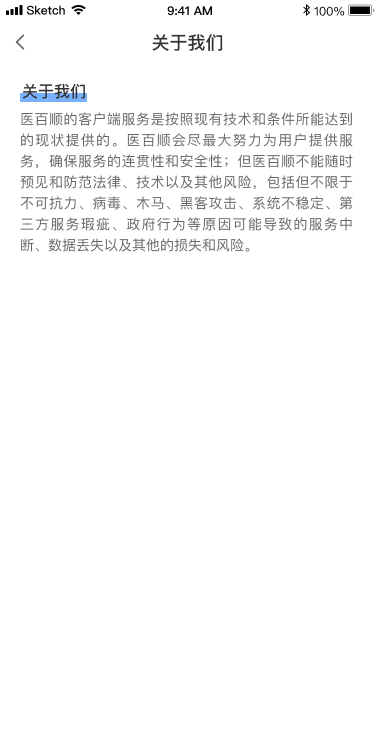 Sketch 9:41 AM 100%
关于我们
关于我们
医百顺的客户端服务是按照现有技术和条件所能达到
的现状提供的。医百顺会尽最大努力为用户提供服
务，确保服务的连贯性和安全性；但医百顺不能随时
预见和防范法律、技术以及其他风险，包括但不限于
不可抗力、病毒、木马、黑客攻击、系统不稳定、第
三方服务瑕疵、政府行为等原因可能导致的服务中
断、数据丢失以及其他的损失和风险。